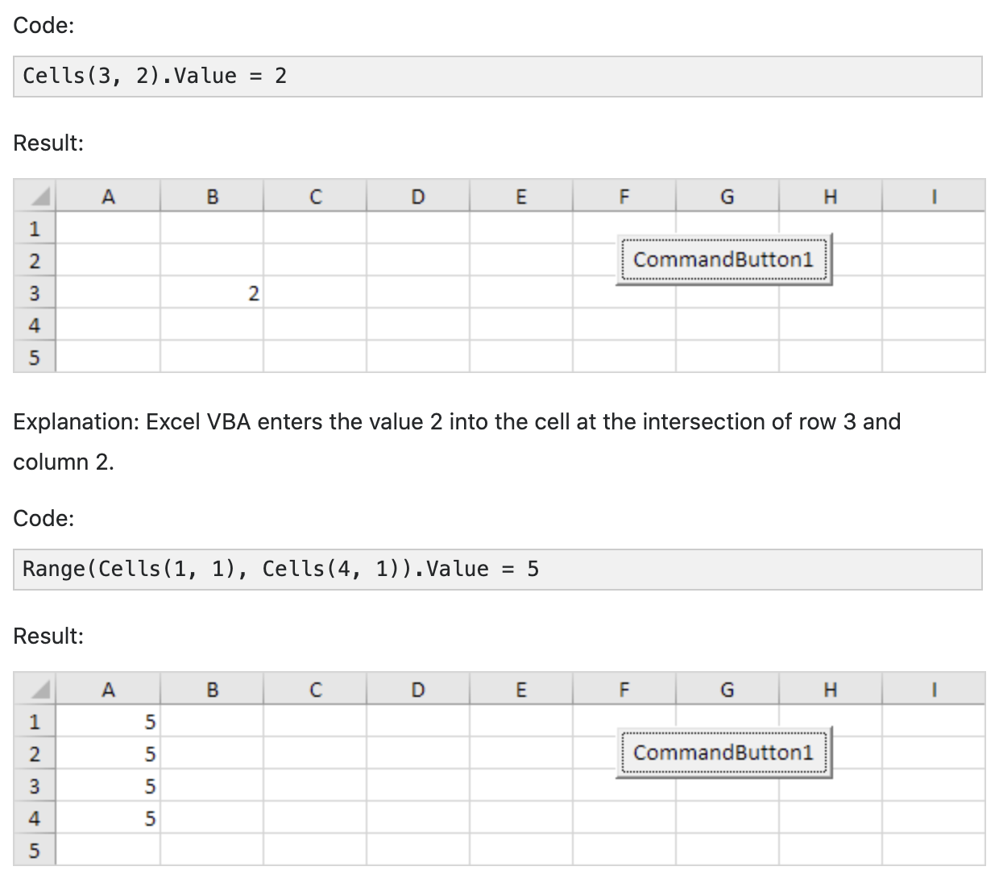 Code:
Cells(3, 2).Value = 2
Result:
A B C D E F G H I
1
2 CommandButton1
3 2
4
5
Explanation: Excel VBA enters the value 2 into the cell at the intersection of row 3 and
column 2.
Code:
Range(Cells(1, 1), Cells(4, 1)).Value = 5
Result:
A B C D E F G H I
1 5
2 5 CommandButton1
3 5
4 5
5